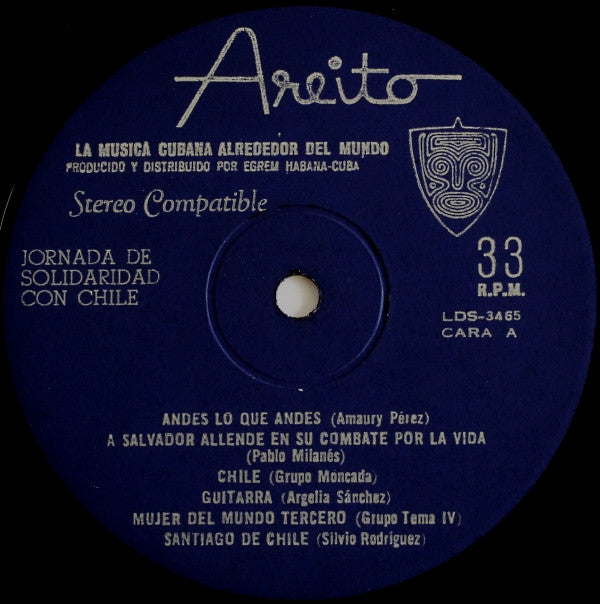 Areito
LA MUSICA CUBANA ALREDEDOR DEL MUNDO
PRODUCIDO Y DISTRIBUIDO POR EGREM HABANA-CUBA
Stereo Compatible
JORNADA DE
SOLIDARIDAD
CON CHILE
33
R.P.M.
LDS-3465
CARA A
ANDES LO QUE ANDES (Amaury Pérez)
A SALVADOR ALLENDE EN SU COMBATE POR LA VIDA
(Pablo Milanés)
CHILE (Grupo Moncada)
GUITARRA (Argelia Sánchez)
MUJER DEL MUNDO TERCERO (Grupo Tema IV)
SANTIAGO DE CHILE (Silvio Rodríguez)